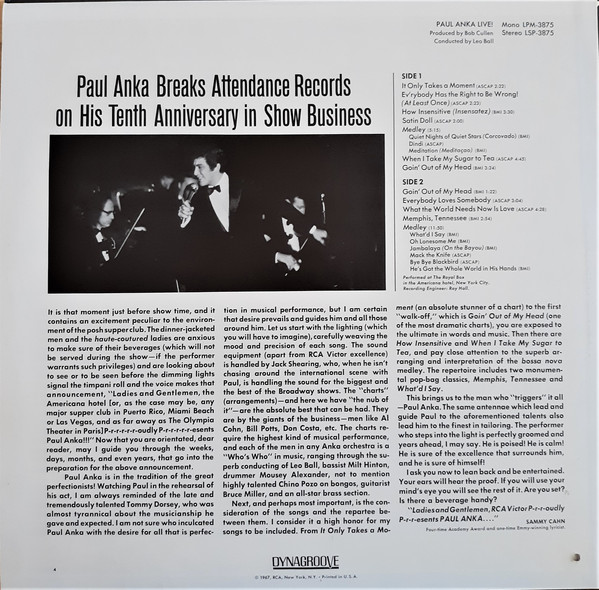 PAUL ANKA LIVE! Mono LPM-3875
Produced by Bob Cullen Stereo LSP-3875
Conducted by Leo Ball
Paul Anka Breaks Attendance Records
on His Tenth Anniversary in Show Business
SIDE 1
It Only Takes a Moment (ASCAP 2:22)
Ev'rybody Has the Right to Be Wrong!
(At Least Once) (ASCAP 2:23)
How Insensitive (Insensatez) (BMI 3:30)
Satin Doll (ASCAP 2:00)
Medley (5:15)
Quiet Nights of Quiet Stars (Corcovado) (BMI)
Dindi (ASCAP)
Meditation (Meditaçao) (BMI)
When I Take My Sugar to Tea (ASCAP 4:45)
Goin' Out of My Head (BMI 3:24)
SIDE 2
Goin' Out of My Head (BMI 1:22)
Everybody Loves Somebody (ASCAP 3:04)
What the World Needs Now Is Love (ASCAP 4:28)
Memphis, Tennessee (BMI 2:54)
Medley (11:50)
What'd I Say (BMI)
Oh Lonesome Me (BMI)
Jambalaya (On the Bayou) (BMI)
Mack the Knife (ASCAP)
Bye Bye Blackbird (ASCAP)
He's Got the Whole World in His Hands (BMI)
Performed at The Royal Box
in the Americana hotel, New York City.
Recording Engineer: Ray Hall.
It is that moment just before show time, and it
contains an excitement peculiar to the environ-
ment of the posh supper club. The dinner-jacketed
men and the haute-coutured ladies are anxious
to make sure of their beverages (which will not
be served during the show—if the performer
warrants such privileges) and are looking about
to see or to be seen before the dimming lights
signal the timpani roll and the voice makes that
announcement, "Ladies and Gentlemen, the
Americana hotel (or, as the case may be, any
major supper club in Puerto Rico, Miami Beach
or Las Vegas, and as far away as The Olympia
Theater in Paris) P-r-r-r-r-oudly P-r-r-r-r-esents
Paul Anka!!!" Now that you are orientated, dear
reader, may I guide you through the weeks,
days, months, and even years, that go into the
preparation for the above announcement.
Paul Anka is in the tradition of the great
perfectionists! Watching Paul in the rehearsal of
his act, I am always reminded of the late and
tremendously talented Tommy Dorsey, who was
almost tyrannical about the musicianship he
gave and expected. I am not sure who inculcated
Paul Anka with the desire for all that is perfec-
tion in musical performance, but I am certain
that desire prevails and guides him and all those
around him. Let us start with the lighting (which
you will have to imagine), carefully weaving the
mood and precision of each song. The sound
equipment (apart from RCA Victor excellence)
is handled by Jack Shearing, who, when he isn't
chasing around the international scene with
Paul, is handling the sound for the biggest and
the best of the Broadway shows. The "charts"
(arrangements)—and here we have "the nub of
it"—are the absolute best that can be had. They
are by the giants of the business—men like Al
Cohn, Bill Potts, Don Costa, etc. The charts re-
quire the highest kind of musical performance,
and each of the men in any Anka orchestra is a
"Who's Who" in music, ranging through the su-
perb conducting of Leo Ball, bassist Milt Hinton,
drummer Mousey Alexander, not to mention
highly talented Chino Pozo on bongos, guitarist
Bruce Miller, and an all-star brass section.
Next, and perhaps most important, is the con-
sideration of the songs and the repartee be-
tween them. I consider it a high honor for my
songs to be included. From It Only Takes a Mo-
ment (an absolute stunner of a chart) to the first
"walk-off," which is Goin' Out of My Head (one
of the most dramatic charts), you are exposed to
the ultimate in words and music. Then there are
How Insensitive and When I Take My Sugar to
Tea, and pay close attention to the superb ar-
ranging and interpretation of the bossa nova
medley. The repertoire includes two monumen-
tal pop-bag classics, Memphis, Tennessee and
What'd I Say.
This brings us to the man who "triggers" it all
—Paul Anka. The same antennae which lead and
guide Paul to the aforementioned talents also
lead him to the finest in tailoring. The performer
who steps into the light is perfectly groomed and
years ahead, I may say. He is poised! He is calm!
He is sure of the excellence that surrounds him,
and he is sure of himself!
I ask you now to lean back and be entertained.
Your ears will hear the proof. If you will use your
mind's eye you will see the rest of it. Are you set?
Is there a beverage handy?
"Ladies and Gentlemen, RCA Victor P-r-r-oudly
P-r-r-esents PAUL ANKA...."
SAMMY CAHN
Four-time Academy Award and one-time Emmy-winning lyricist.
DYNAGROOVE
© 1967, RCA, New York, N.Y. • Printed in U.S.A.